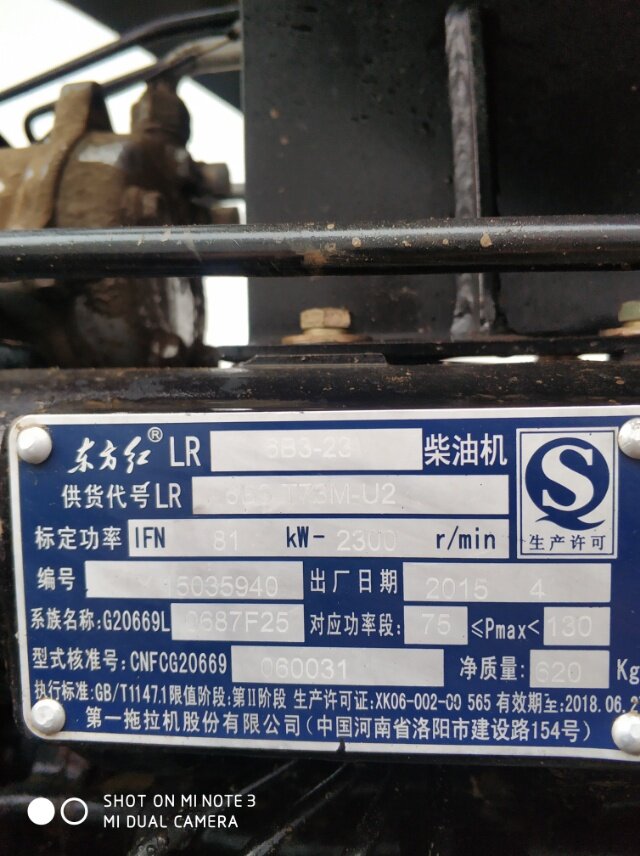 东方红® LR 6B3-23 柴油机
供货代号LR T73M-U2
标定功率 IFN 81 kW- 2300 r/min
编号 15035940 出厂日期 2015 4
系族名称:G20669L 0687F25 对应功率段: 75 ≤Pmax< 130
型式核准号:CNFCG20669 060031 净质量: 620 Kg
执行标准:GB/T1147.1 限值阶段:第II阶段 生产许可证:XK06-002-00 565 有效期至:2018.06.2
第一拖拉机股份有限公司(中国河南省洛阳市建设路154号)
QS
生产许可
SHOT ON MI NOTE 3
MI DUAL CAMERA